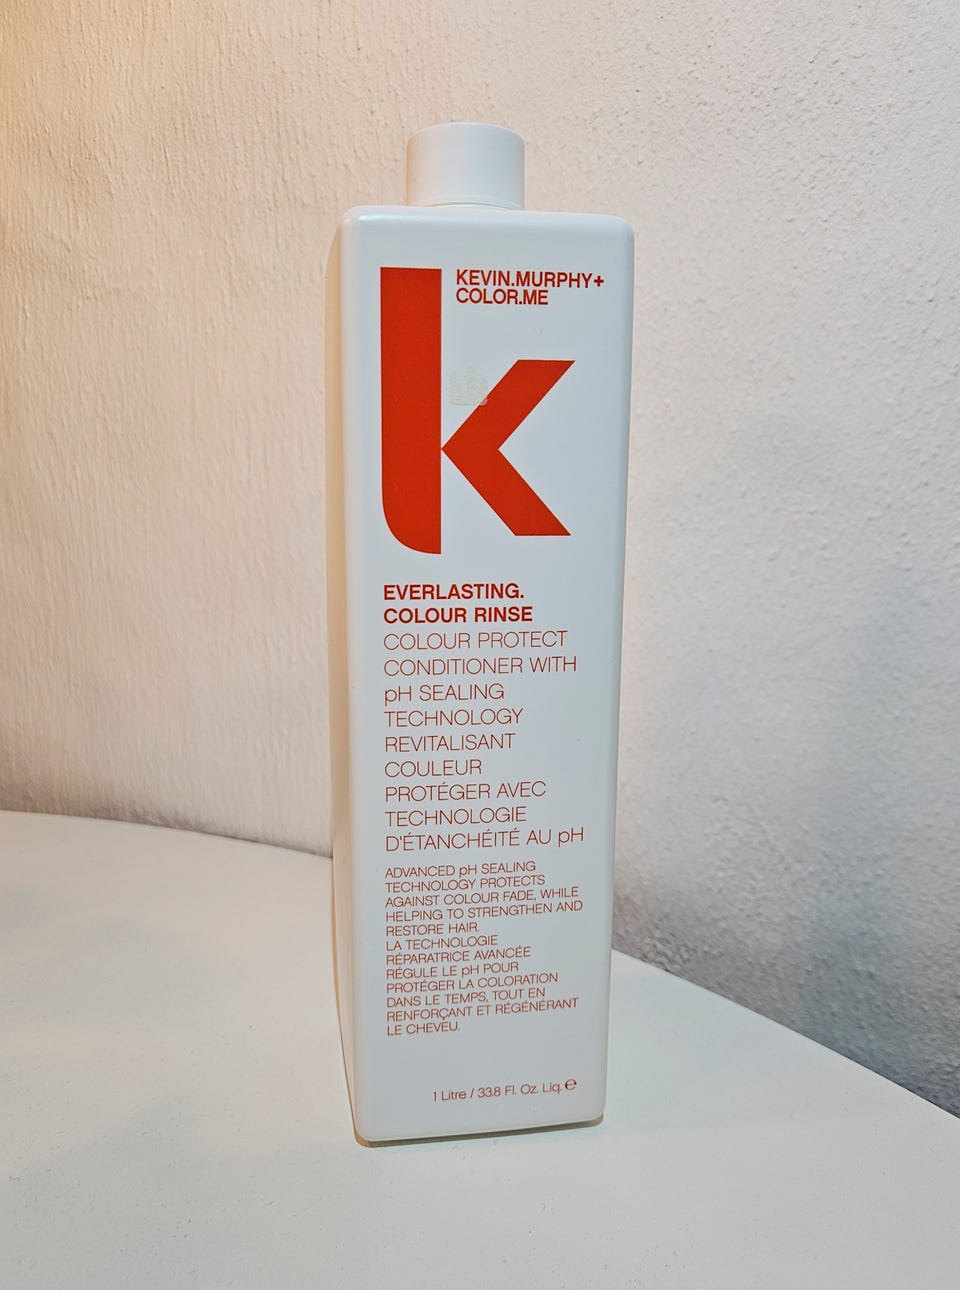 k
KEVIN.MURPHY+
COLOR.ME
EVERLASTING.
COLOUR RINSE
COLOUR PROTECT
CONDITIONER WITH
pH SEALING
TECHNOLOGY
REVITALISANT
COULEUR
PROTÉGER AVEC
TECHNOLOGIE
D'ÉTANCHÉITÉ AU pH
ADVANCED pH SEALING
TECHNOLOGY PROTECTS
AGAINST COLOUR FADE, WHILE
HELPING TO STRENGTHEN AND
RESTORE HAIR.
LA TECHNOLOGIE
RÉPARATRICE AVANCÉE
RÉGULE LE pH POUR
PROTÉGER LA COLORATION
DANS LE TEMPS, TOUT EN
RENFORÇANT ET RÉGÉNÉRANT
LE CHEVEU.
1 Litre / 33.8 Fl. Oz. Liq. ℮